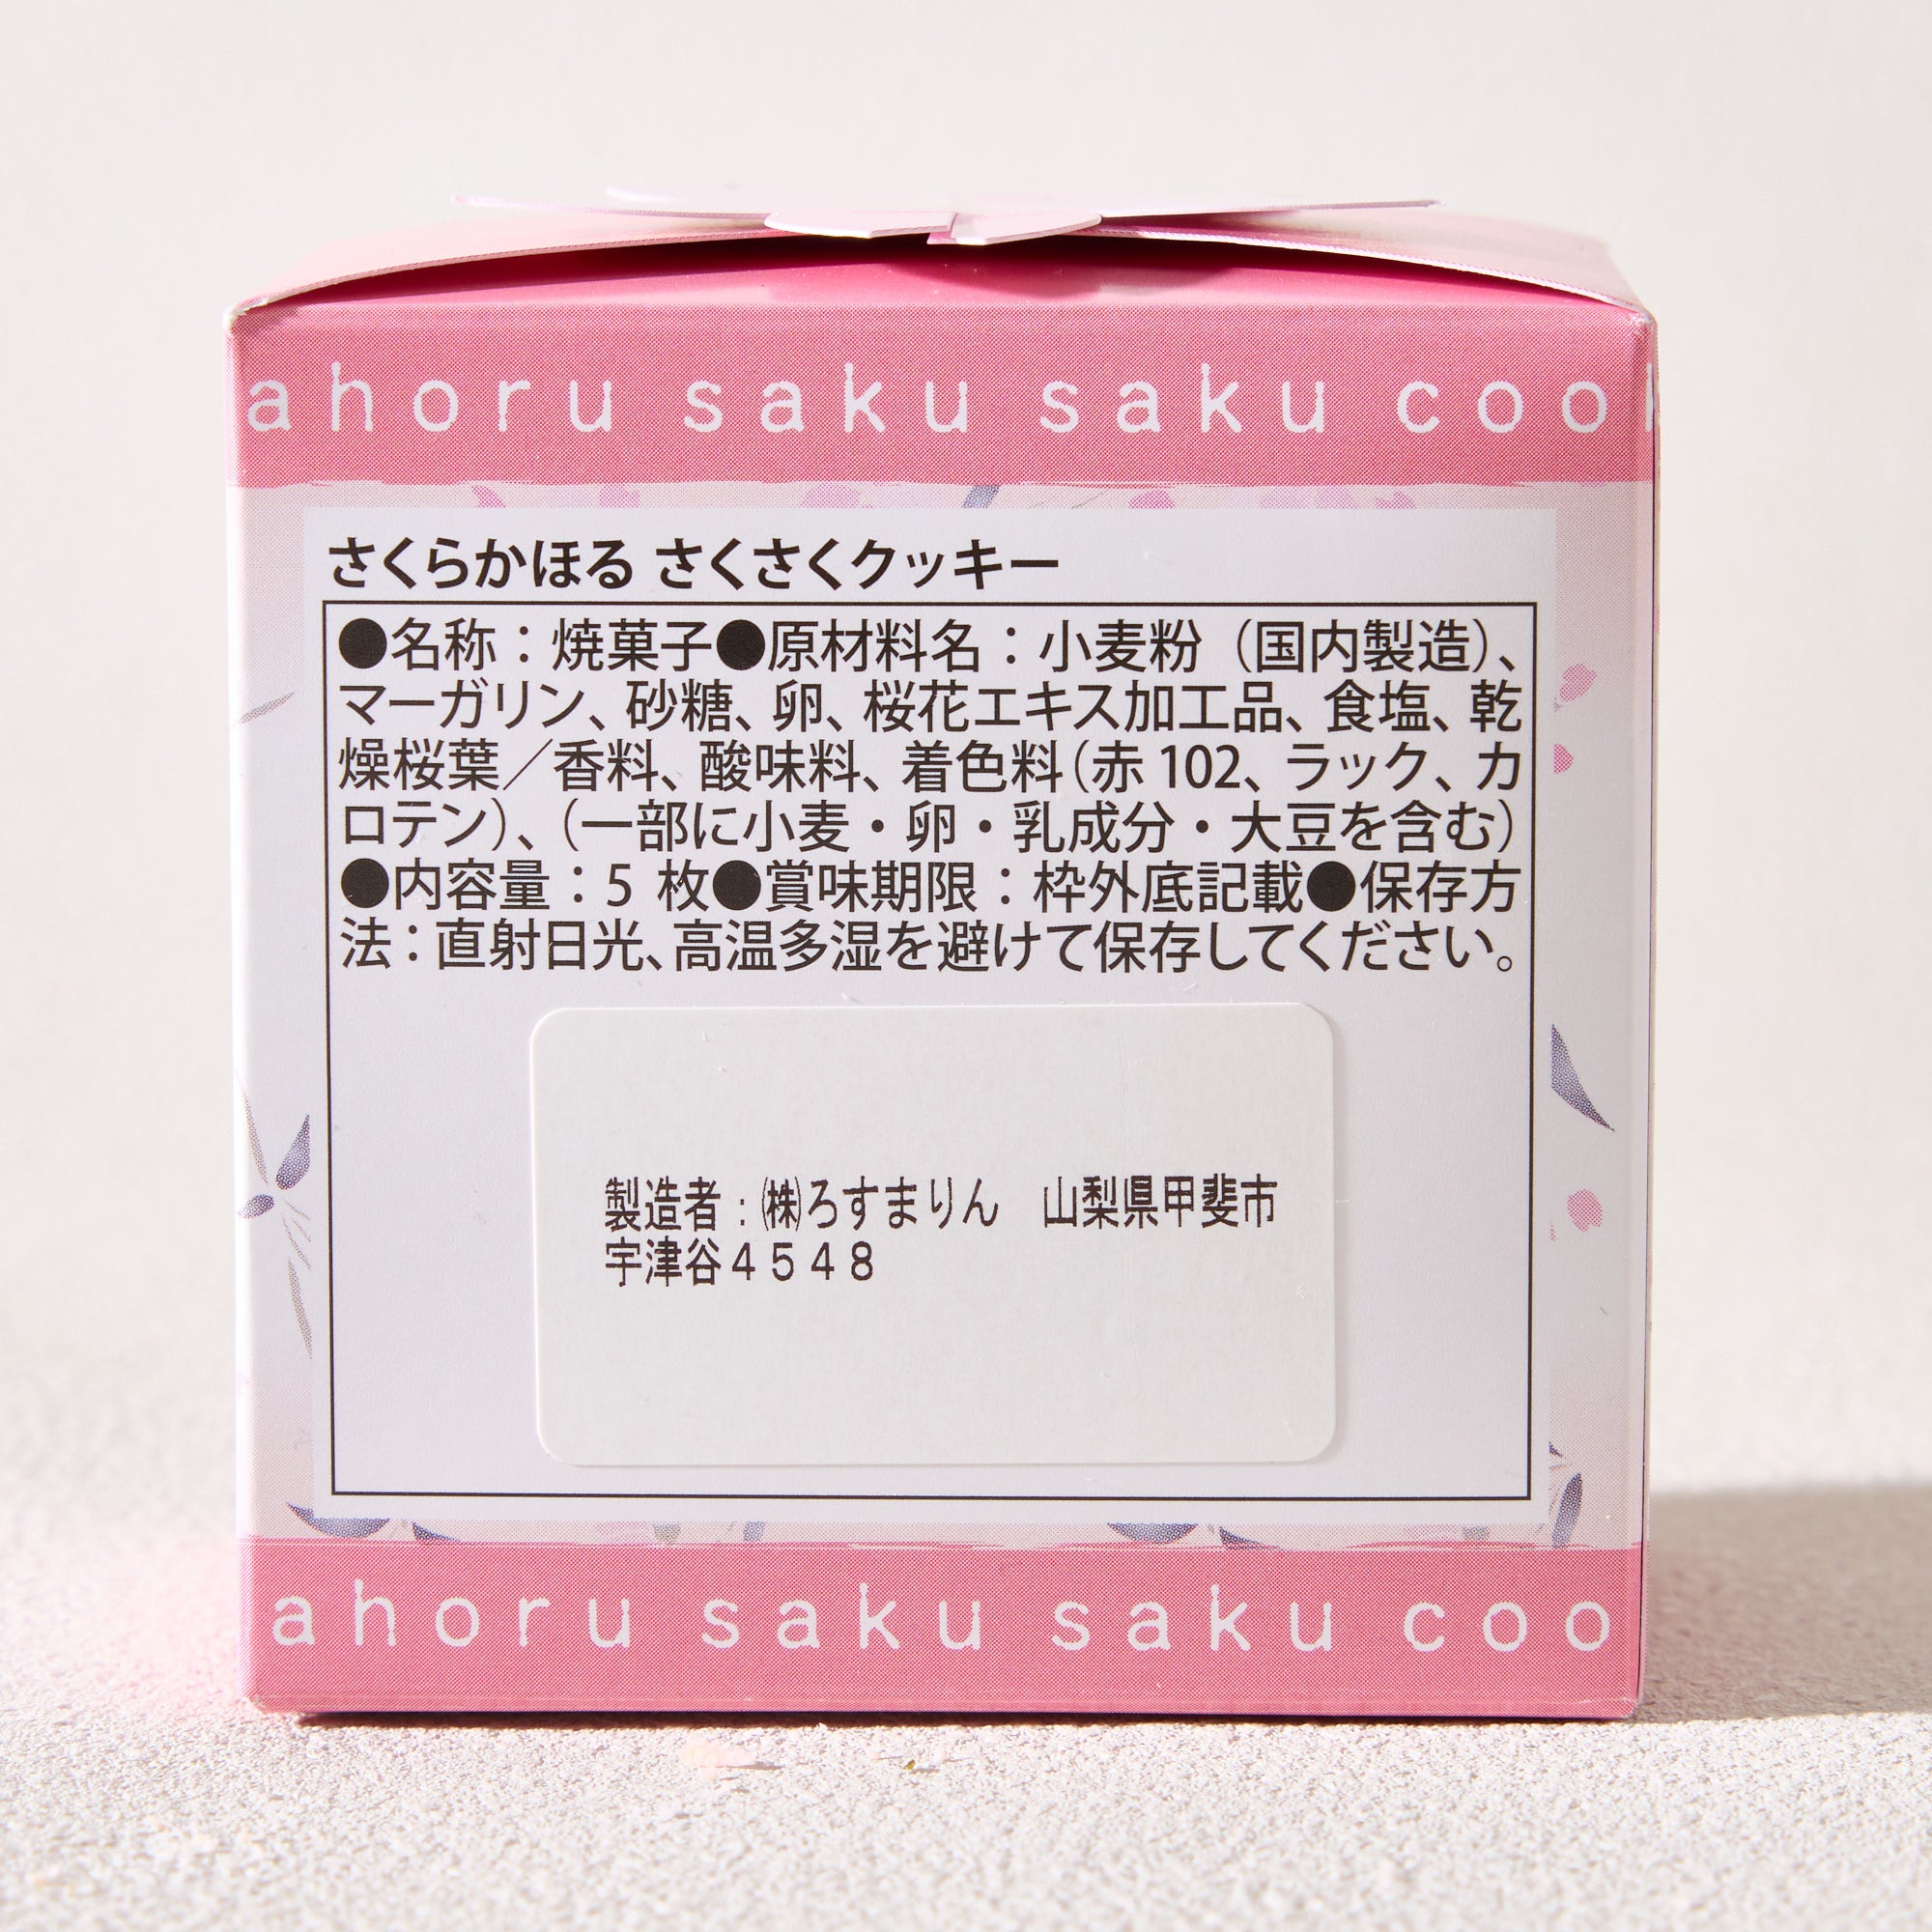 ahoru saku saku cook
さくらかほる さくさくクッキー
●名称：焼菓子●原材料名：小麦粉（国内製造）、
マーガリン、砂糖、卵、桜花エキス加工品、食塩、乾
燥桜葉／香料、酸味料、着色料（赤102、ラック、カ
ロテン）、（一部に小麦・卵・乳成分・大豆を含む）
●内容量：5 枚●賞味期限：枠外底記載●保存方
法：直射日光、高温多湿を避けて保存してください。
製造者：㈱ろすまりん　山梨県甲斐市
宇津谷４５４８
ahoru saku saku coo